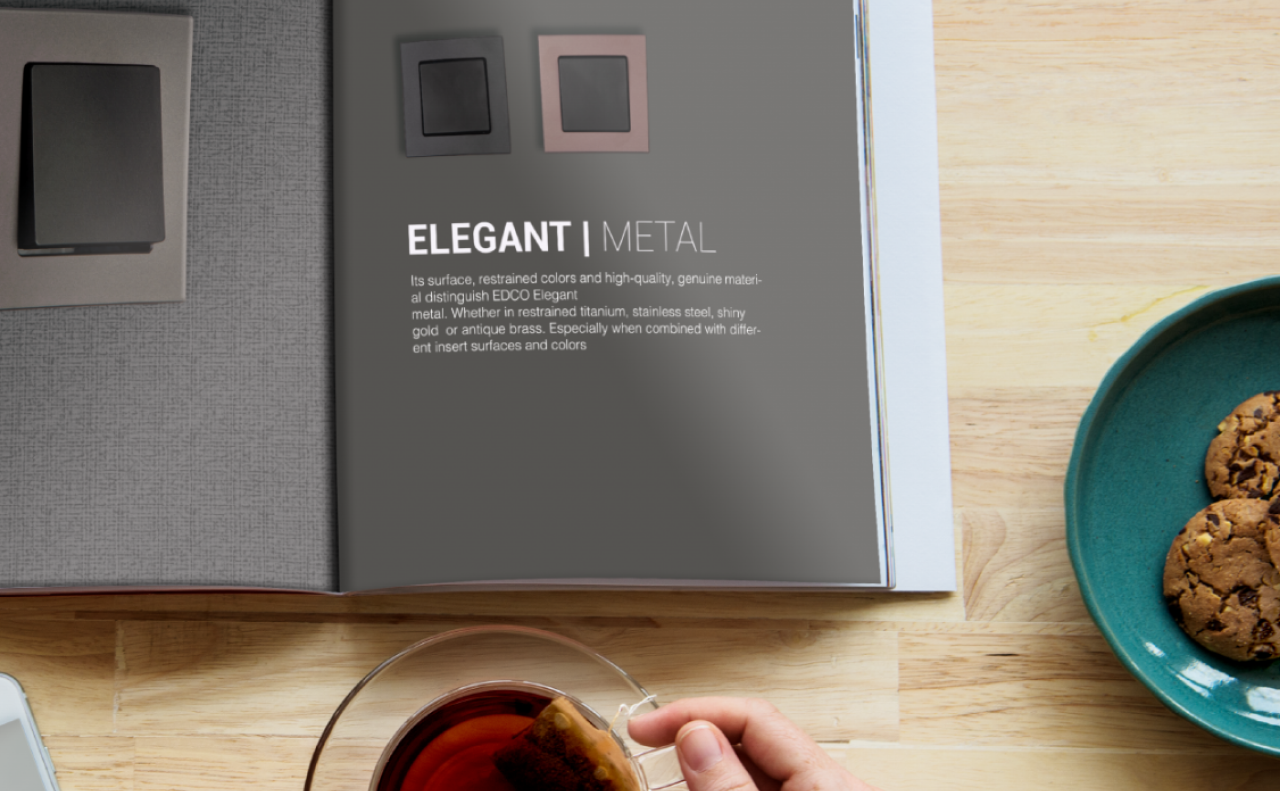 ELEGANT | METAL
Its surface, restrained colors and high-quality, genuine materi-
al distinguish EDCO Elegant
metal. Whether in restrained titanium, stainless steel, shiny
gold or antique brass. Especially when combined with differ-
ent insert surfaces and colors